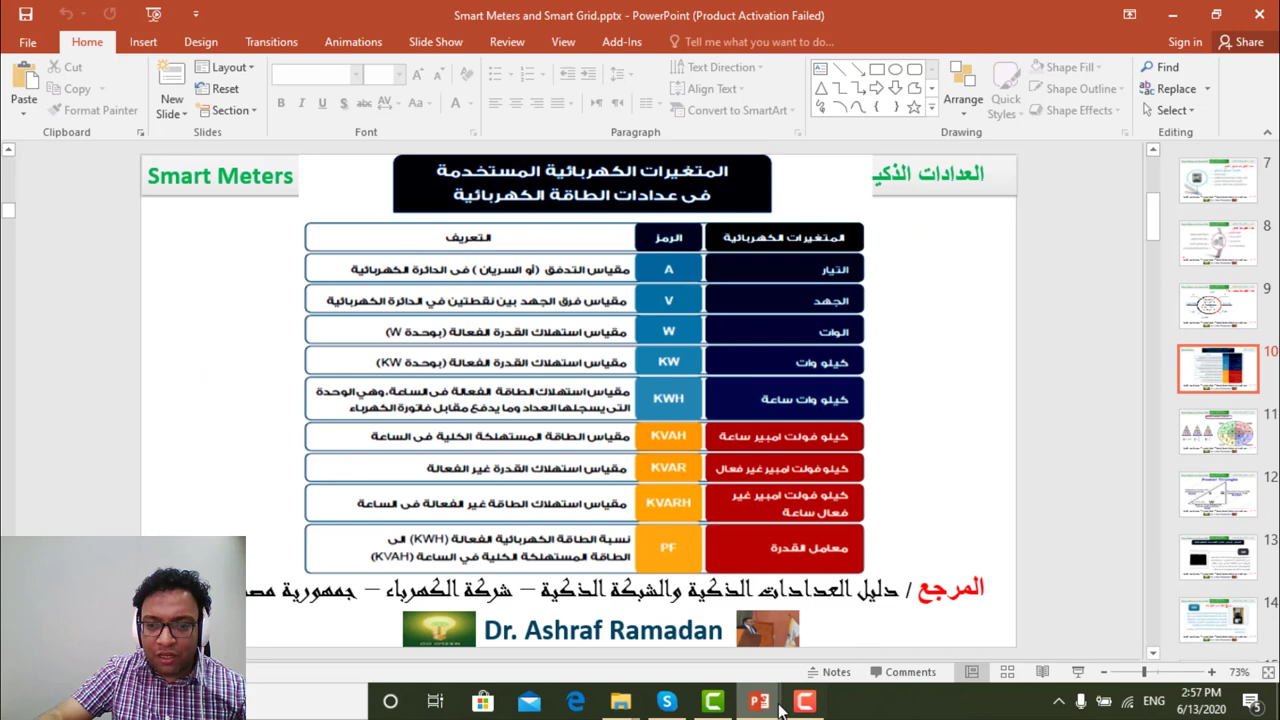 Smart Meters and Smart Grid.pptx - PowerPoint (Product Activation Failed)
File Home Insert Design Transitions Animations Slide Show Review View Add-Ins Tell me what you want to do... Sign in Share
Paste Cut Copy Format Painter
Clipboard
New Slide Layout Reset Section
Slides
Font
Text Direction Align Text Convert to SmartArt
Paragraph
Arrange Quick Styles Shape Fill Shape Outline Shape Effects
Drawing
Find Replace Select
Editing
Smart Meters
المتغيرات الكهربائية المستخدمة
فى عدادات الطاقة الكهربائية
العدادات الذكي
المتغيرات الكهربائية الرمز التعريف
التيار A مقياس التدفق (أو السريان) فى الدائرة الكهربائية
الجهد V مقياس فرق الجهد بين نقطتين في الدائرة الكهربائية
الوات W مقياس استهلاك القدرة الفعالة (بوحدة W)
كيلو وات KW مقياس استهلاك القدرة الفعالة (بوحدة KW)
كيلو وات ساعة KWH مقياس استهلاك الطاقة الفعالة في الساعة، وهي الوحدة
التى يسجلها العداد وما يدفع مقابل فاتورة الكهرباء
كيلو فولت امبير ساعة KVAH مقياس الطاقة المستهلكة الكلية فى الساعة
كيلو فولت امبير غير فعال KVAR مقياس استهلاك القدرة غير الفعالة
كيلو فولت امبير غير
فعال ساعة KVARH مقياس استهلاك الطاقة غير الفعالة فى الساعة
معامل القدرة PF نسبة الطاقة الكهربائية الفعالة (KWH) الى
الطاقة المستهلكة الكلية في الساعة (KVAH)
المرجع / دليل العدادات الذكية والشبكة الذكية – شركة الكهرباء – جمهورية مص
Dr. Ashraf Ramadan
7
8
9
10
11
12
Power Triangle
13
14
Notes Comments 73%
ENG 2:57 PM
6/13/2020
5